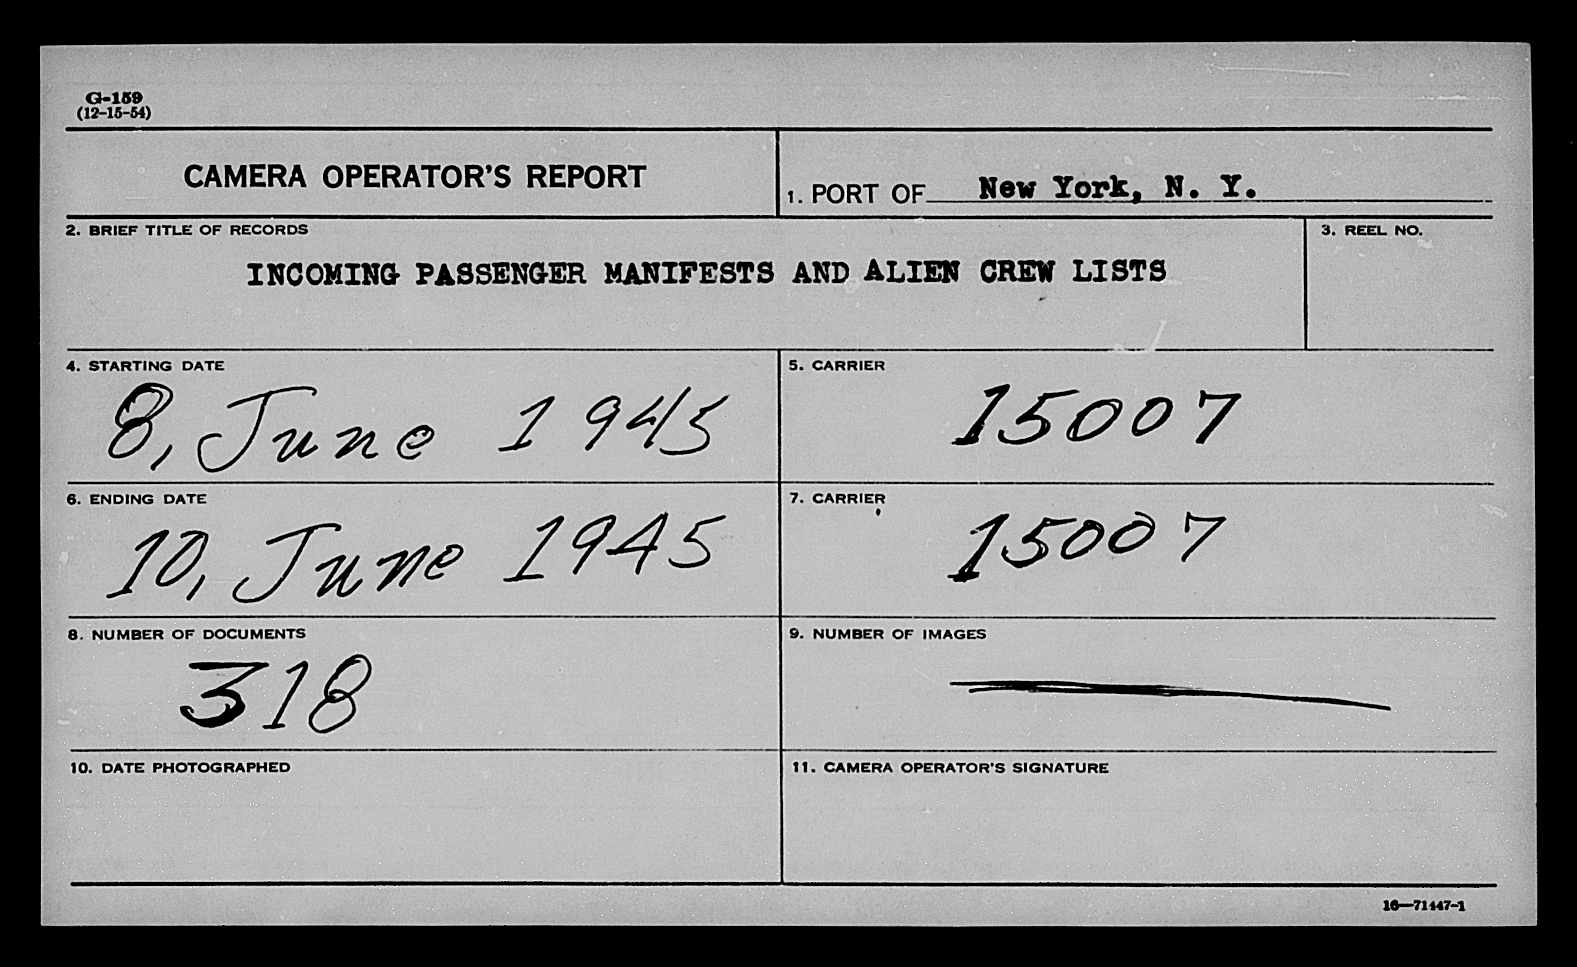 G-159
(12-15-54)
CAMERA OPERATOR'S REPORT
1. PORT OF New York, N. Y.
2. BRIEF TITLE OF RECORDS
INCOMING PASSENGER MANIFESTS AND ALIEN CREW LISTS
3. REEL NO.
4. STARTING DATE
8, June 1945
5. CARRIER
15007
6. ENDING DATE
10, June 1945
7. CARRIER
15007
8. NUMBER OF DOCUMENTS
318
9. NUMBER OF IMAGES
10. DATE PHOTOGRAPHED
11. CAMERA OPERATOR'S SIGNATURE
16—71447-1